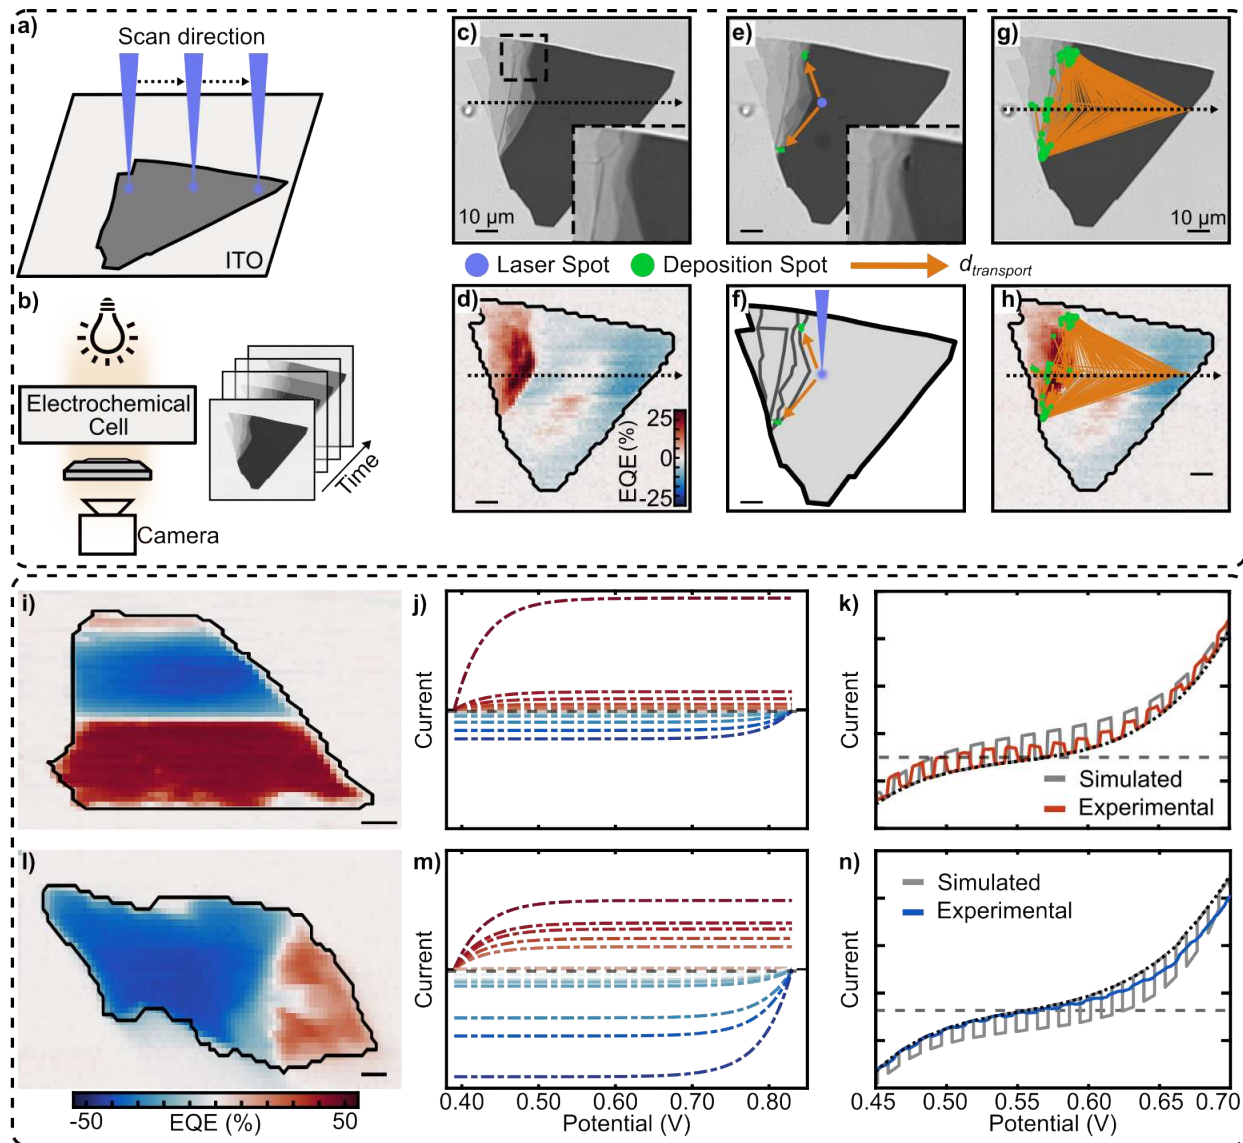 a)
Scan direction
ITO
b)
Electrochemical
Cell
Camera
Time
c)
10 µm
e)
g)
10 µm
Laser Spot
Deposition Spot
d_transport
d)
25
0
-25
EQE (%)
f)
h)
i)
j)
Current
k)
Current
Simulated
Experimental
l)
-50
50
EQE (%)
m)
Current
0.40
0.50
0.60
0.70
0.80
Potential (V)
n)
Current
Simulated
Experimental
0.45
0.50
0.55
0.60
0.65
0.70
Potential (V)